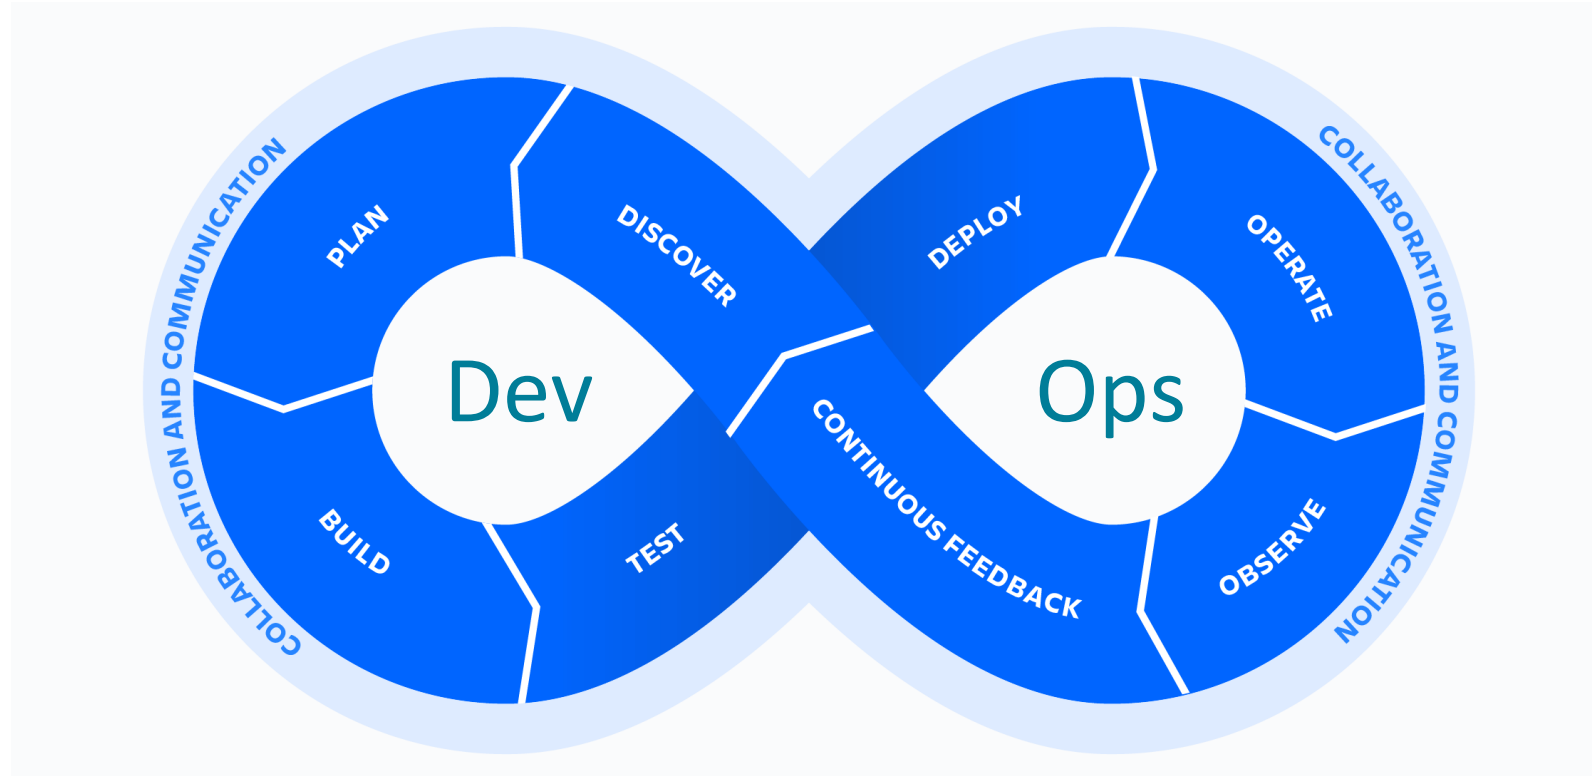 COLLABORATION AND COMMUNICATION
PLAN
DISCOVER
DEPLOY
OPERATE
COLLABORATION AND COMMUNICATION
Dev
Ops
BUILD
TEST
CONTINUOUS FEEDBACK
OBSERVE